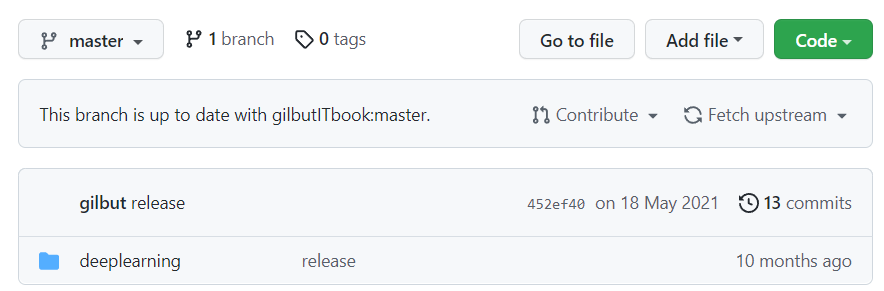 master 1 branch 0 tags Go to file Add file Code
This branch is up to date with gilbutITbook:master. Contribute Fetch upstream
gilbut release 452ef40 on 18 May 2021 13 commits
deeplearning release 10 months ago